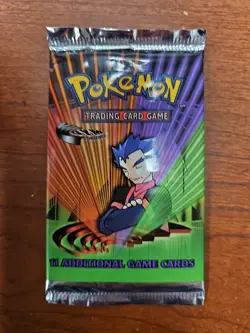 POKéMON
TRADING CARD GAME
11 ADDITIONAL GAME CARDS